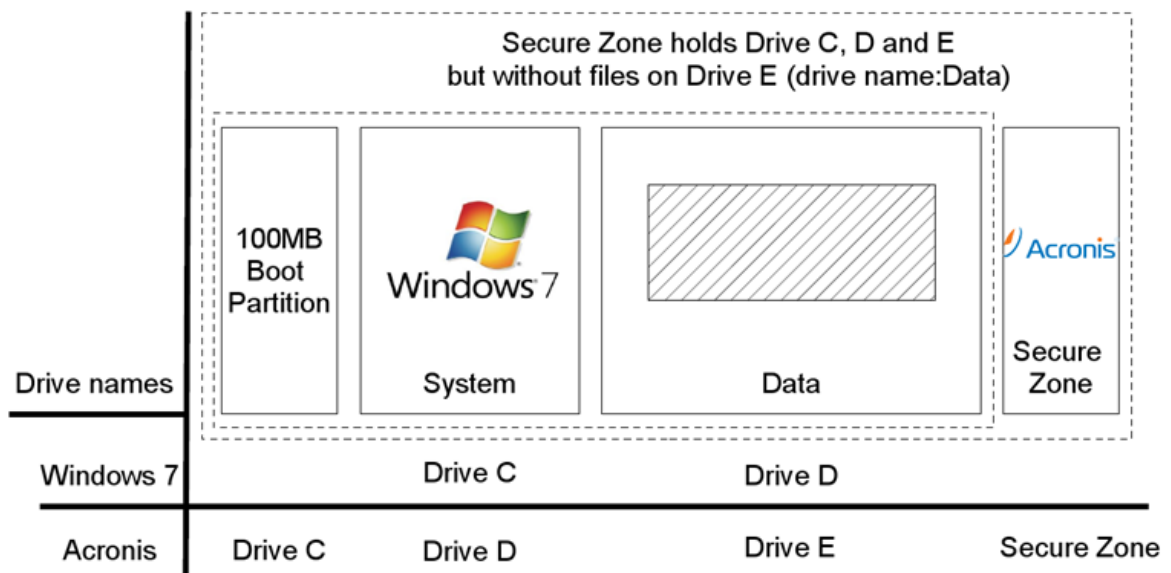 Secure Zone holds Drive C, D and E
but without files on Drive E (drive name:Data)
100MB
Boot
Partition
Windows 7
System
Data
Acronis
Secure
Zone
Drive names
Windows 7
Drive C
Drive D
Acronis
Drive C
Drive D
Drive E
Secure Zone